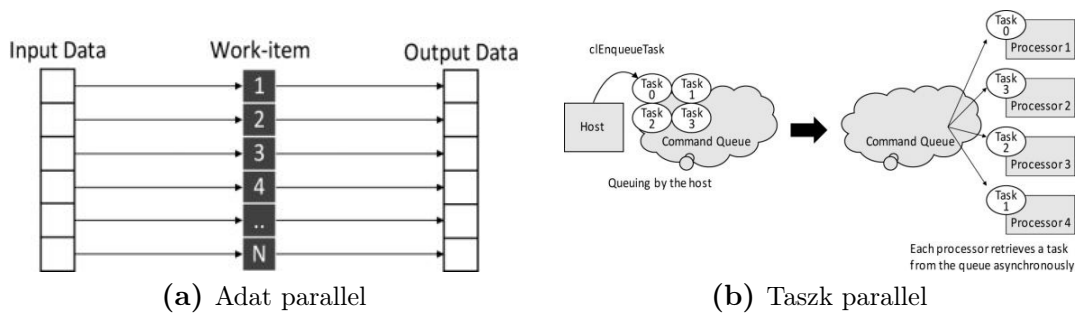 Input Data
Work-item
Output Data
1
2
3
4
..
N
(a) Adat parallel
clEnqueueTask
Host
Task
0
Task
1
Task
2
Task
3
Command Queue
Queuing by the host
Command Queue
Task
0
Processor 1
Task
3
Processor 2
Task
2
Processor 3
Task
1
Processor 4
Each processor retrieves a task
from the queue asynchronously
(b) Taszk parallel